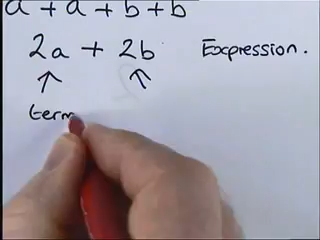 a + a + b + b
2a + 2b Expression.
term